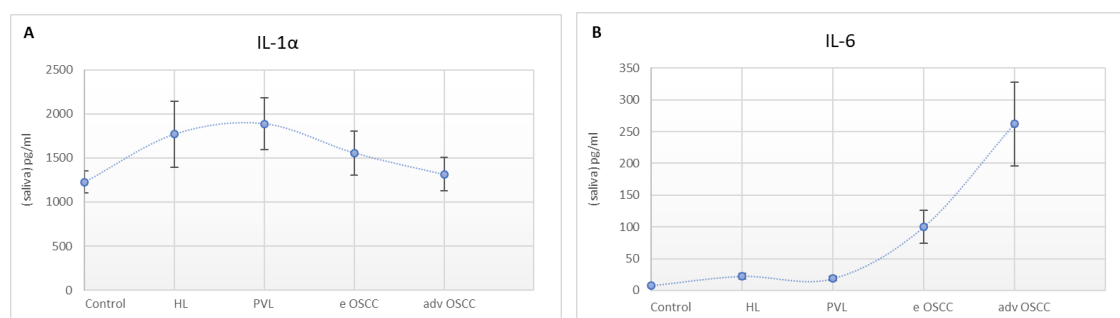 A
IL-1α
(saliva) pg/ml
2500
2000
1500
1000
500
0
Control HL PVL e OSCC adv OSCC
B
IL-6
(saliva) pg/ml
350
300
250
200
150
100
50
0
Control HL PVL e OSCC adv OSCC